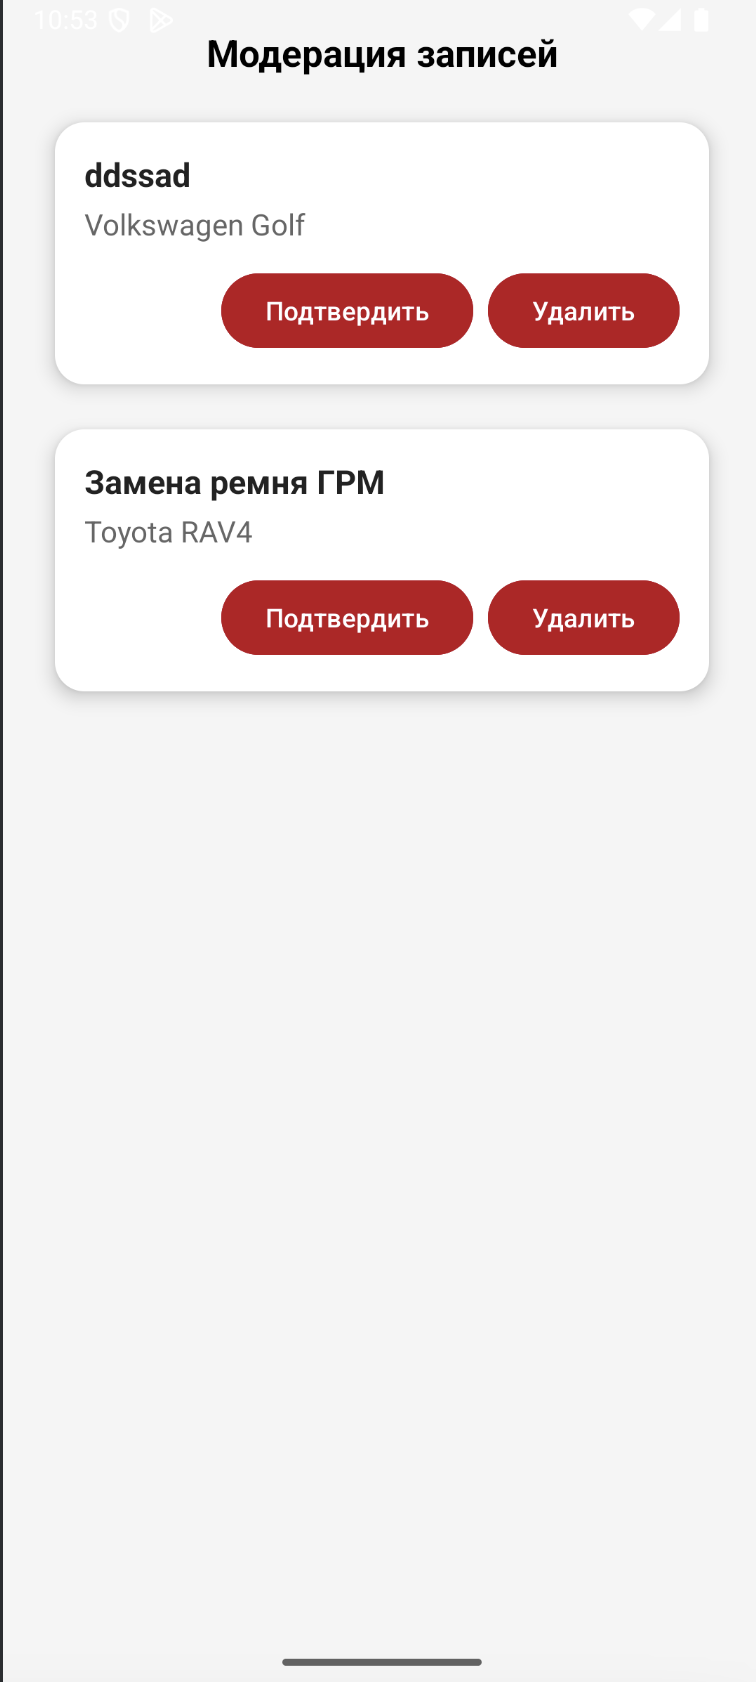 10:53
Модерация записей
ddssad
Volkswagen Golf
Подтвердить Удалить
Замена ремня ГРМ
Toyota RAV4
Подтвердить Удалить